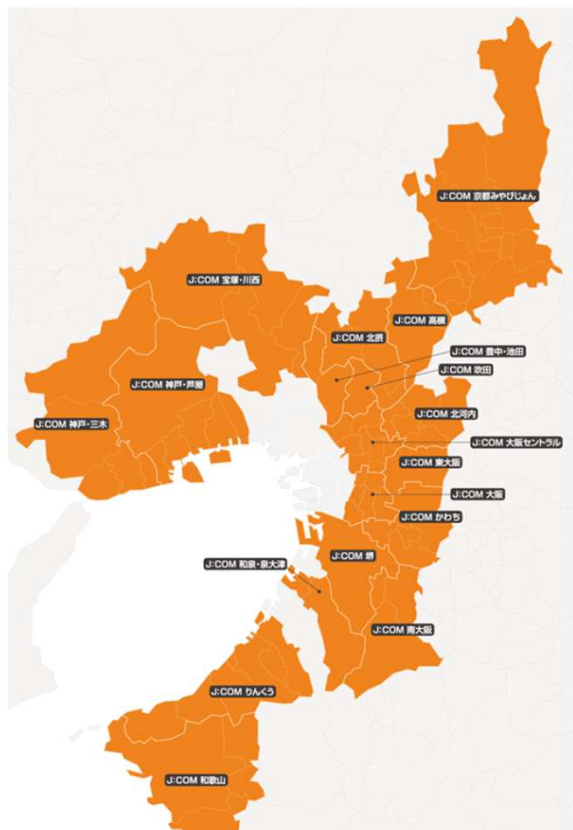 J:COM 京都みやびじょん
J:COM 宝塚・川西
J:COM 高槻
J:COM 北摂
J:COM 豊中・池田
J:COM 吹田
J:COM 神戸・芦屋
J:COM 北河内
J:COM 神戸・三木
J:COM 大阪セントラル
J:COM 東大阪
J:COM 大阪
J:COM かわち
J:COM 堺
J:COM 和泉・泉大津
J:COM 南大阪
J:COM りんくう
J:COM 和歌山